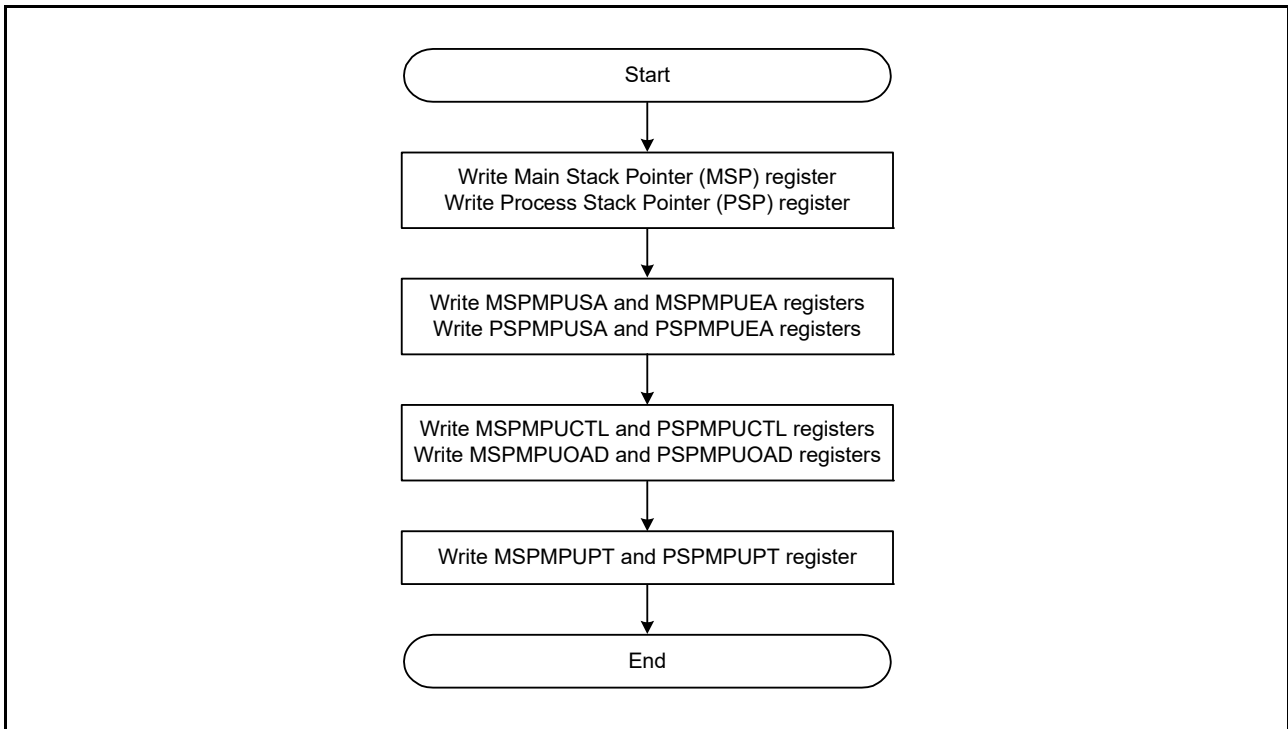 Start
Write Main Stack Pointer (MSP) register
Write Process Stack Pointer (PSP) register
Write MSPMPUSA and MSPMPUEA registers
Write PSPMPUSA and PSPMPUEA registers
Write MSPMPUCTL and PSPMPUCTL registers
Write MSPMPUOAD and PSPMPUOAD registers
Write MSPMPUPT and PSPMPUPT register
End